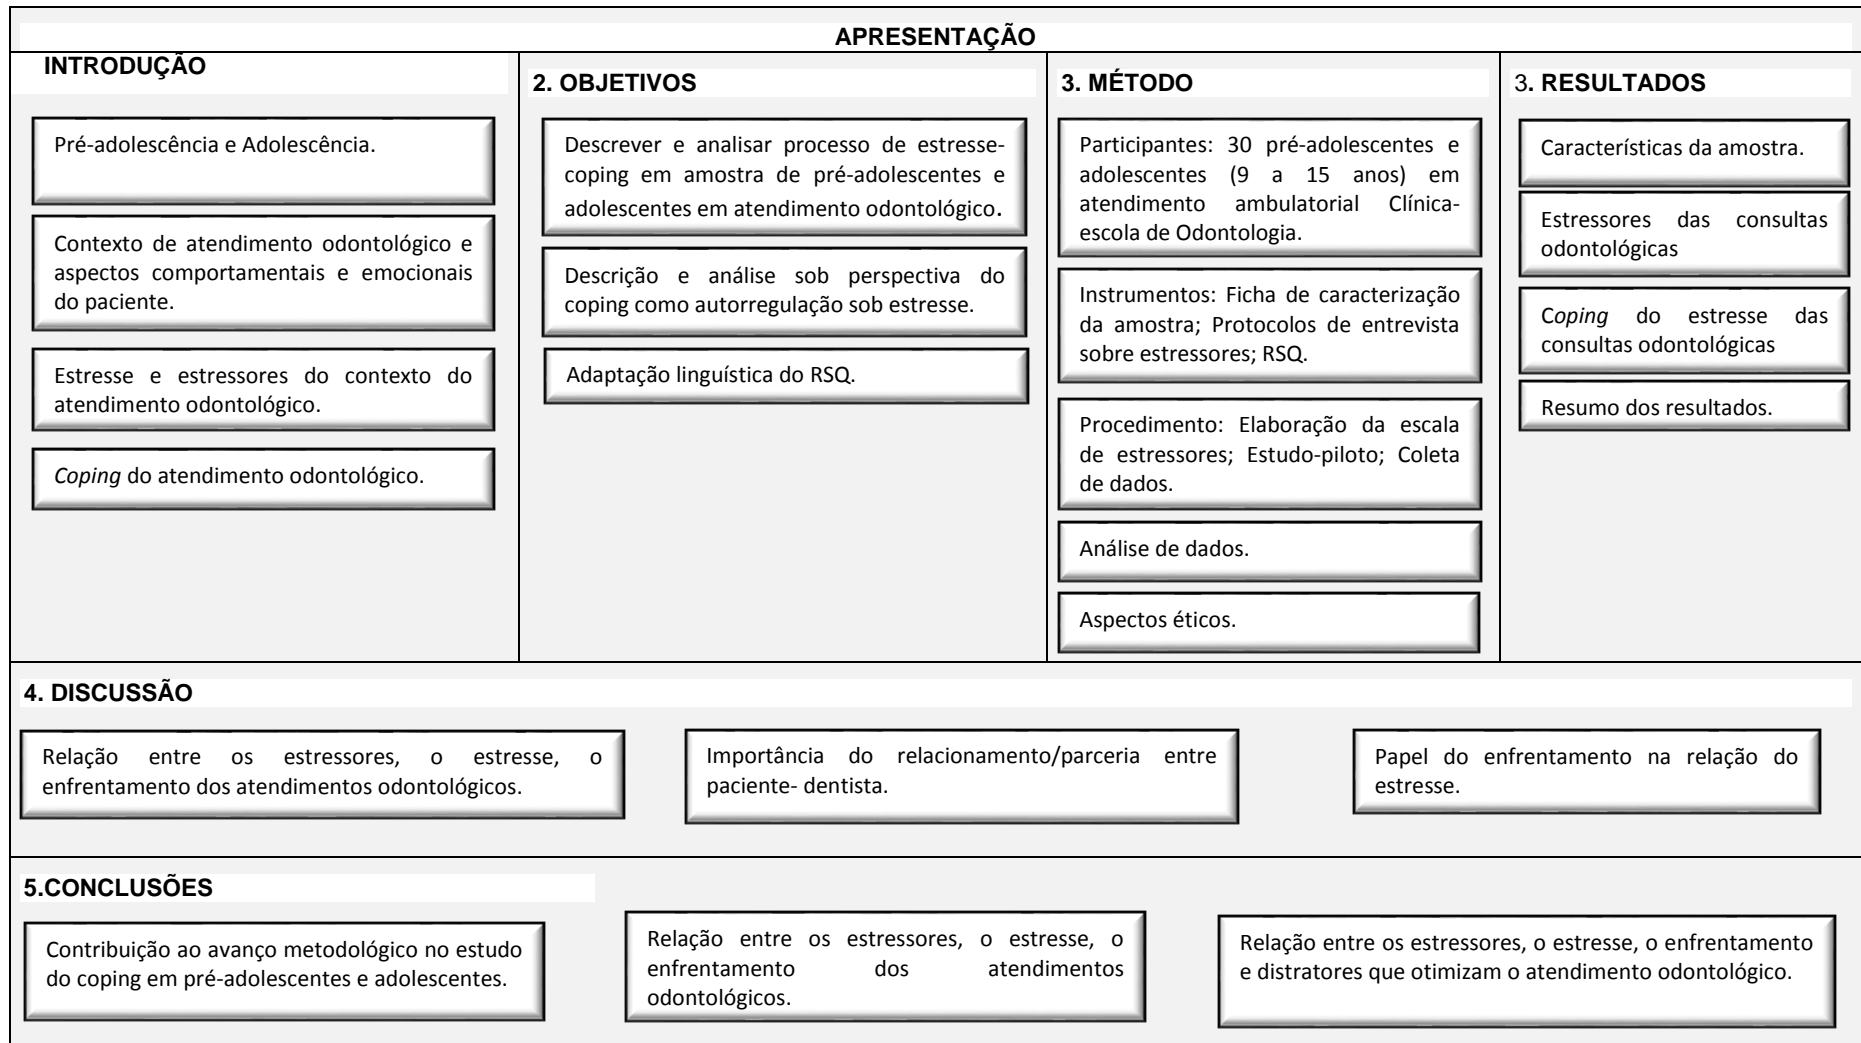 APRESENTAÇÃO
INTRODUÇÃO
Pré-adolescência e Adolescência.
Contexto de atendimento odontológico e
aspectos comportamentais e emocionais
do paciente.
Estresse e estressores do contexto do
atendimento odontológico.
Coping do atendimento odontológico.
2. OBJETIVOS
Descrever e analisar processo de estresse-
coping em amostra de pré-adolescentes e
adolescentes em atendimento odontológico.
Descrição e análise sob perspectiva do
coping como autorregulação sob estresse.
Adaptação linguística do RSQ.
3. MÉTODO
Participantes: 30 pré-adolescentes e
adolescentes (9 a 15 anos) em
atendimento ambulatorial Clínica-
escola de Odontologia.
Instrumentos: Ficha de caracterização
da amostra; Protocolos de entrevista
sobre estressores; RSQ.
Procedimento: Elaboração da escala
de estressores; Estudo-piloto; Coleta
de dados.
Análise de dados.
Aspectos éticos.
3. RESULTADOS
Características da amostra.
Estressores das consultas
odontológicas
Coping do estresse das
consultas odontológicas
Resumo dos resultados.
4. DISCUSSÃO
Relação entre os estressores, o estresse, o
enfrentamento dos atendimentos odontológicos.
Importância do relacionamento/parceria entre
paciente- dentista.
Papel do enfrentamento na relação do
estresse.
5.CONCLUSÕES
Contribuição ao avanço metodológico no estudo
do coping em pré-adolescentes e adolescentes.
Relação entre os estressores, o estresse, o
enfrentamento dos atendimentos
odontológicos.
Relação entre os estressores, o estresse, o enfrentamento
e distratores que otimizam o atendimento odontológico.